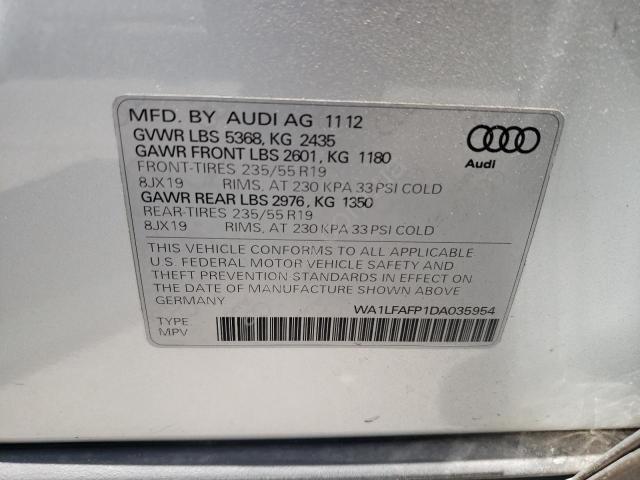 MFD. BY AUDI AG 11 12
GVWR LBS 5368, KG 2435
GAWR FRONT LBS 2601, KG 1180
FRONT-TIRES 235/55 R19
8JX19 RIMS, AT 230 KPA 33 PSI COLD
GAWR REAR LBS 2976, KG 1350
REAR-TIRES 235/55 R19
8JX19 RIMS, AT 230 KPA 33 PSI COLD
Audi
THIS VEHICLE CONFORMS TO ALL APPLICABLE
U.S. FEDERAL MOTOR VEHICLE SAFETY AND
THEFT PREVENTION STANDARDS IN EFFECT ON
THE DATE OF MANUFACTURE SHOWN ABOVE.
GERMANY
WA1LFAFP1DA035954
TYPE:
MPV